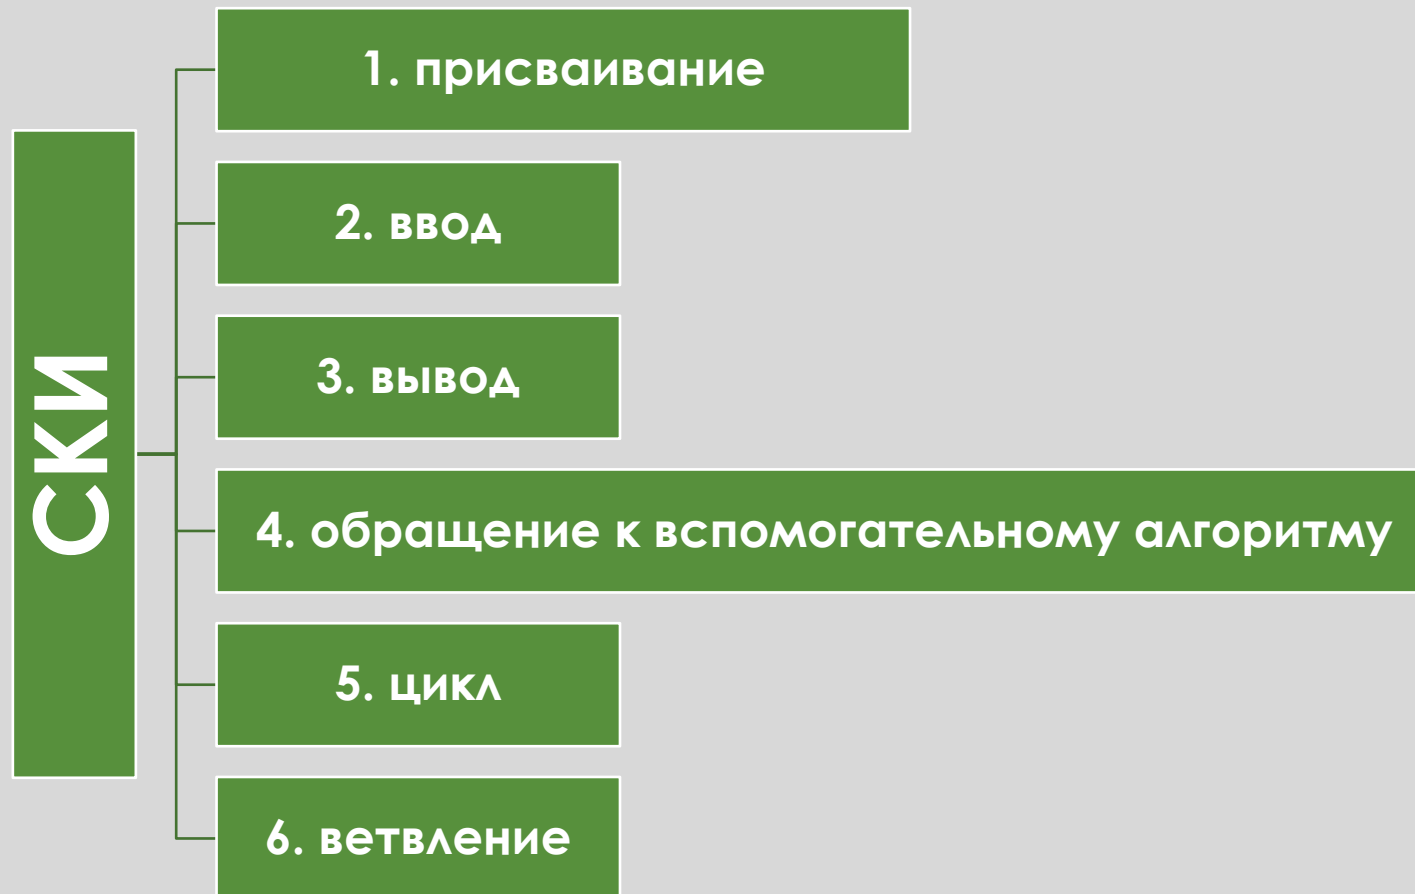 СКИ
1. присваивание
2. ввод
3. вывод
4. обращение к вспомогательному алгоритму
5. цикл
6. ветвление